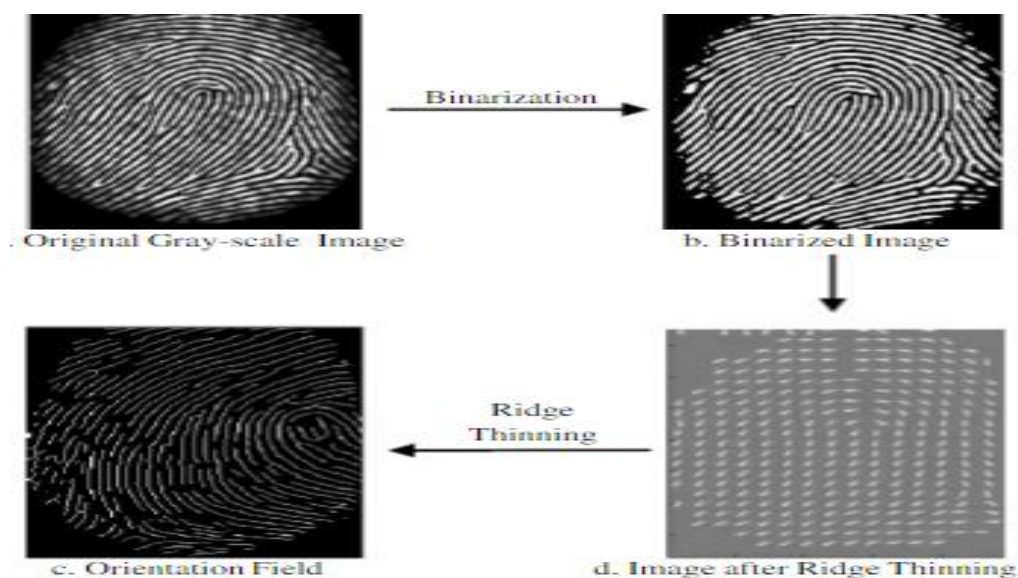 . Original Gray-scale Image
Binarization
b. Binarized Image
Ridge
Thinning
c. Orientation Field
d. Image after Ridge Thinning